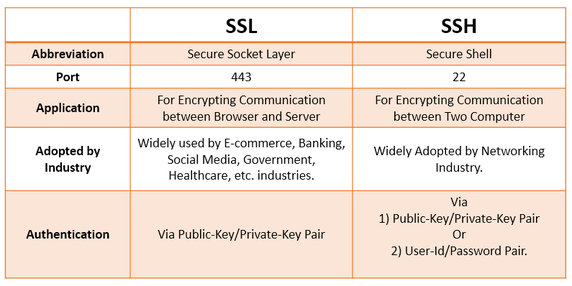 SSL SSH
Abbreviation Secure Socket Layer Secure Shell
Port 443 22
Application
For Encrypting Communication
between Browser and Server
For Encrypting Communication
between Two Computer
Adopted by
Industry
Widely used by E-commerce, Banking,
Social Media, Government,
Healthcare, etc. industries.
Widely Adopted by Networking
Industry.
Authentication
Via Public-Key/Private-Key Pair
Via
1) Public-Key/Private-Key Pair
Or
2) User-Id/Password Pair.